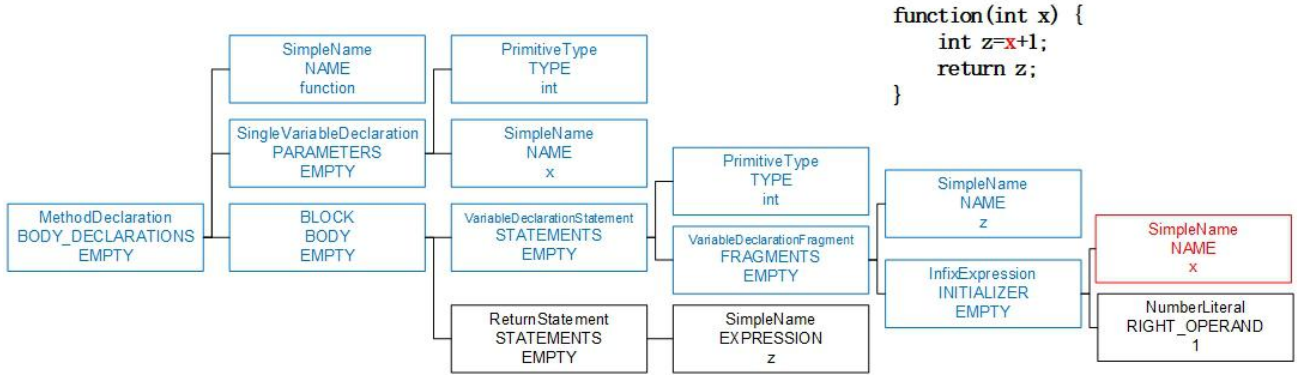 function(int x) {
int z=x+1;
return z;
}
SimpleName
NAME
function
PrimitiveType
TYPE
int
SingleVariableDeclaration
PARAMETERS
EMPTY
SimpleName
NAME
x
PrimitiveType
TYPE
int
SimpleName
NAME
z
MethodDeclaration
BODY_DECLARATIONS
EMPTY
BLOCK
BODY
EMPTY
VariableDeclarationStatement
STATEMENTS
EMPTY
VariableDeclarationFragment
FRAGMENTS
EMPTY
SimpleName
NAME
x
InfixExpression
INITIALIZER
EMPTY
NumberLiteral
RIGHT_OPERAND
1
ReturnStatement
STATEMENTS
EMPTY
SimpleName
EXPRESSION
z